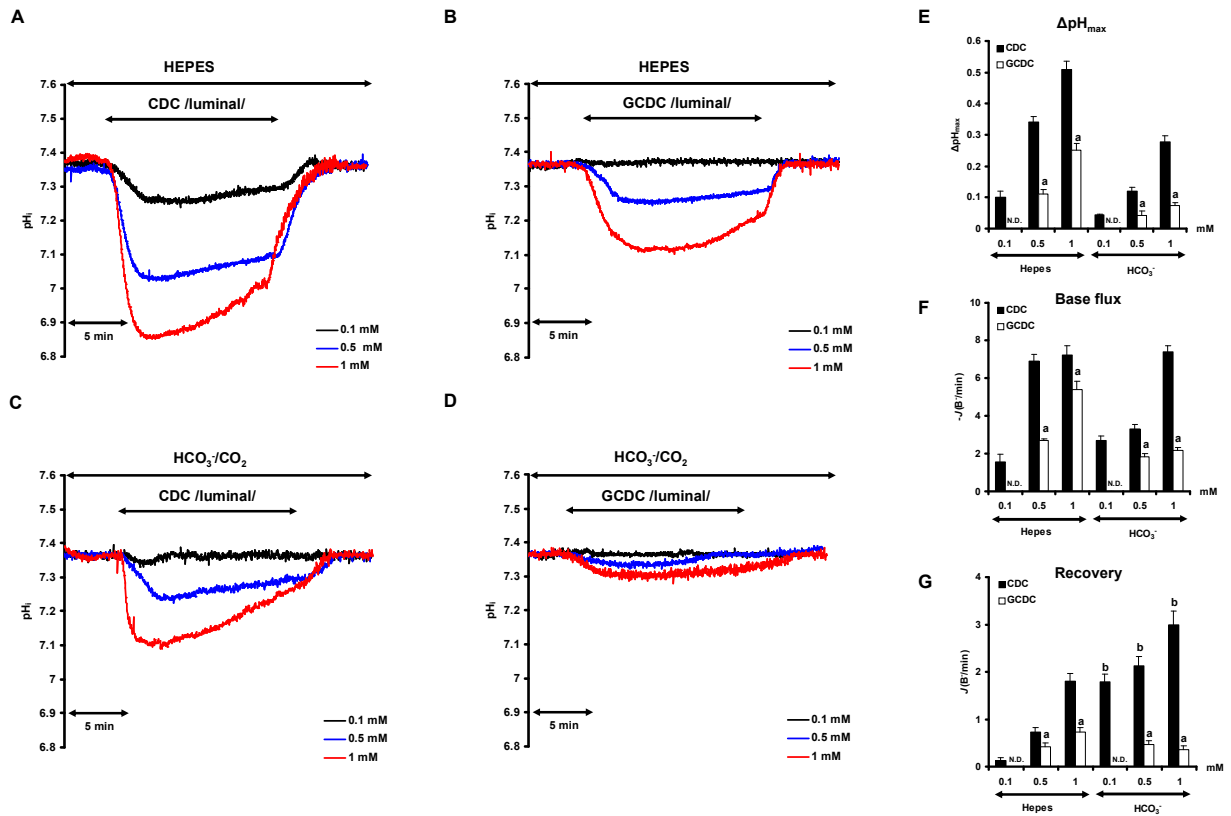 A
HEPES
CDC /luminal/
7.6
7.5
7.4
7.3
7.2
7.1
7
6.9
6.8
pHi
5 min
0.1 mM
0.5 mM
1 mM
B
HEPES
GCDC /luminal/
7.6
7.5
7.4
7.3
7.2
7.1
7
6.9
6.8
pHi
5 min
0.1 mM
0.5 mM
1 mM
C
HCO3-/CO2
CDC /luminal/
7.6
7.5
7.4
7.3
7.2
7.1
7
6.9
6.8
pHi
5 min
0.1 mM
0.5 mM
1 mM
D
HCO3-/CO2
GCDC /luminal/
7.6
7.5
7.4
7.3
7.2
7.1
7
6.9
6.8
pHi
5 min
0.1 mM
0.5 mM
1 mM
E
ΔpHmax
CDC
GCDC
0.6
0.5
0.4
0.3
0.2
0.1
0
ΔpHmax
N.D. a a N.D. a a
0.1 0.5 1 0.1 0.5 1 mM
Hepes HCO3-
F
Base flux
CDC
GCDC
10
8
6
4
2
0
-J(B-/min)
N.D. a a N.D. a a
0.1 0.5 1 0.1 0.5 1 mM
Hepes HCO3-
G
Recovery
CDC
GCDC
4
3
2
1
0
J(B-/min)
N.D. a a b N.D. b a b a
0.1 0.5 1 0.1 0.5 1 mM
Hepes HCO3-